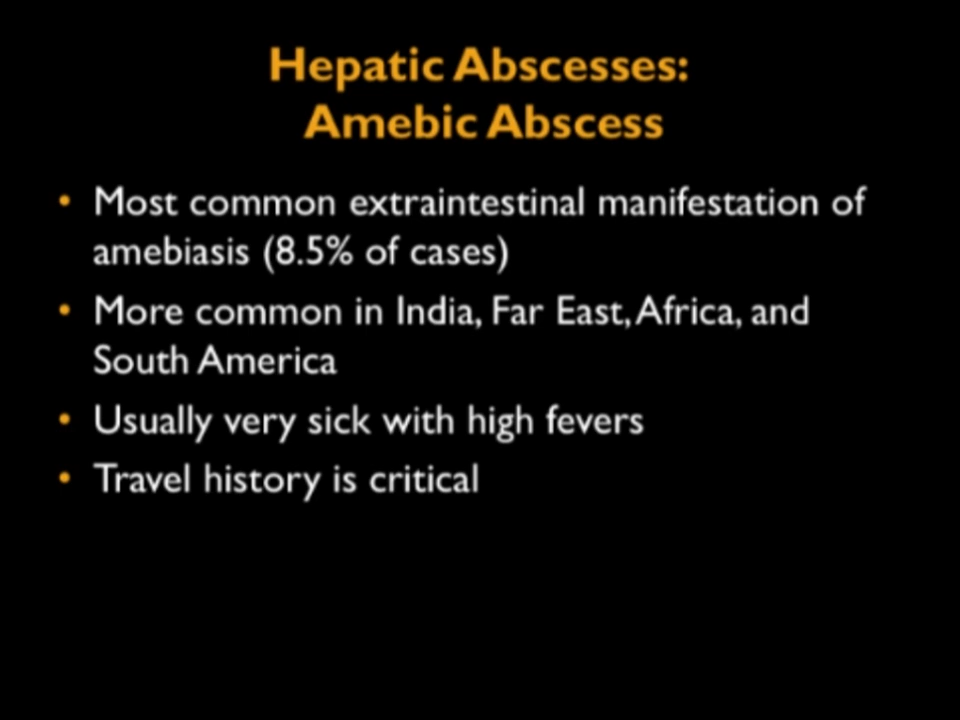 Hepatic Abscesses:
Amebic Abscess
• Most common extraintestinal manifestation of
amebiasis (8.5% of cases)
• More common in India, Far East, Africa, and
South America
• Usually very sick with high fevers
• Travel history is critical